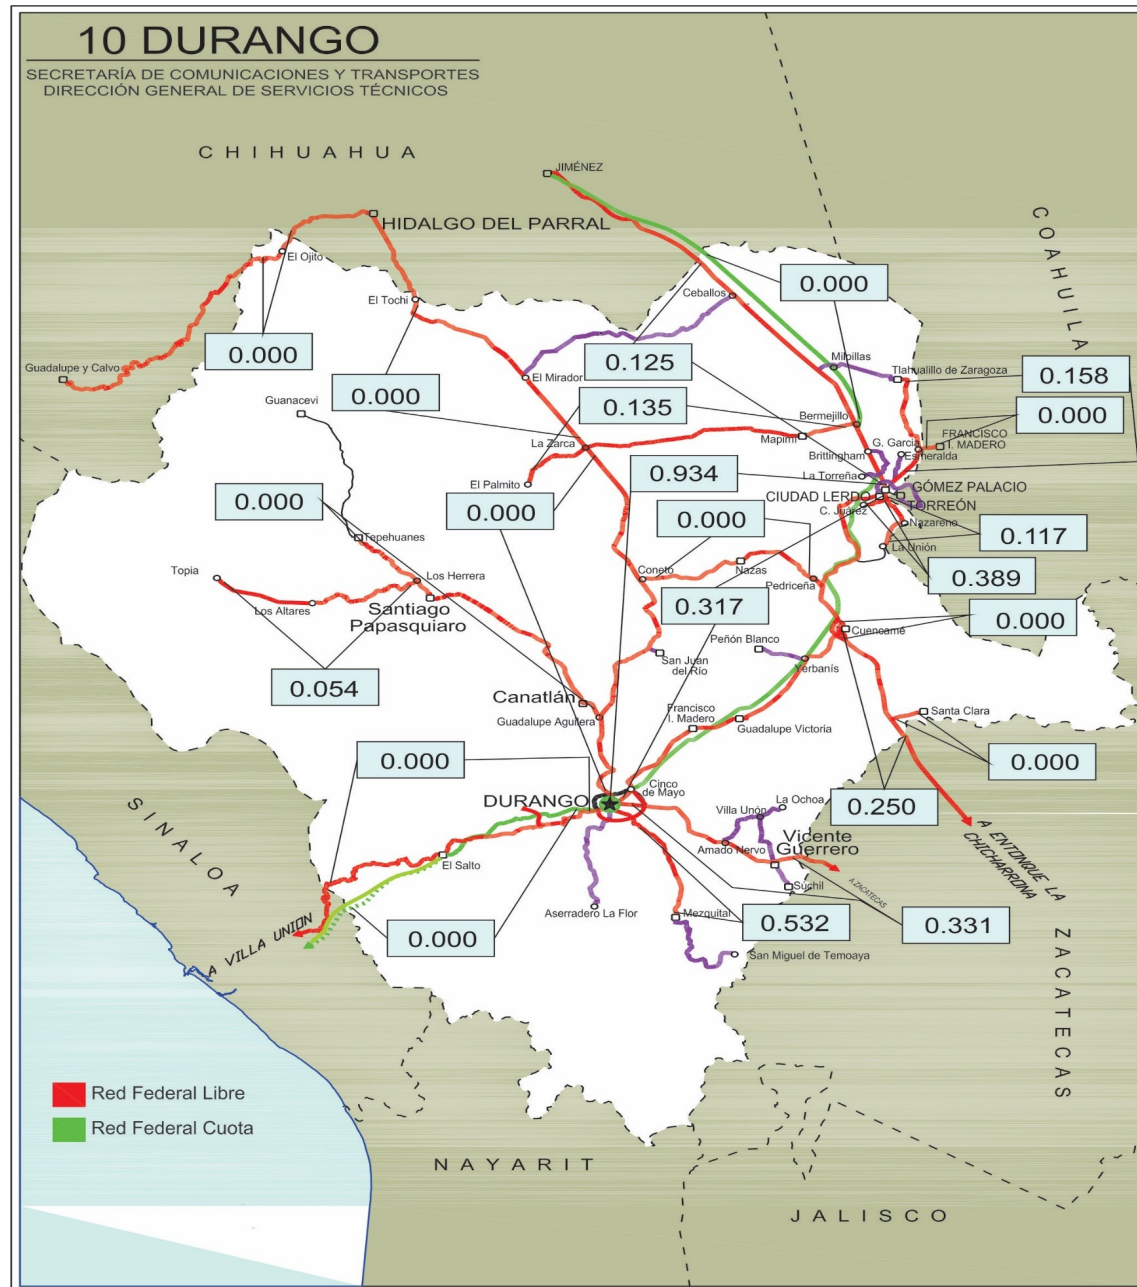 10 DURANGO
SECRETARÍA DE COMUNICACIONES Y TRANSPORTES
DIRECCIÓN GENERAL DE SERVICIOS TÉCNICOS
CHIHUAHUA
JIMÉNEZ
COAHUILA
HIDALGO DEL PARRAL
El Ojito
El Tochi
Ceballos
0.000
0.000
0.125
Guadalupe y Calvo
El Mirador
Milpillas
Tlahualilo de Zaragoza
0.158
0.000
0.135
Guanacevi
Bermejillo
0.000
Mapimí
La Zarca
G. Garcia
FRANCISCO
I. MADERO
Brittingham
Esmeralda
0.934
La Torreña
El Palmito
GÓMEZ PALACIO
CIUDAD LERDO
TORREÓN
C. Juárez
0.000
0.000
0.000
Nazareno
0.117
Tepehuanes
La Unión
Topia
Los Herrera
Coneto
Nazas
Pedriceña
0.389
Los Altares
Santiago
Papasquiaro
0.317
0.000
Cuencamé
Peñón Blanco
San Juan
del Río
Yerbanís
0.054
Canatlán
Guadalupe Aguilera
Francisco
I. Madero
Guadalupe Victoria
Santa Clara
0.000
0.000
Cinco
de Mayo
DURANGO
La Ochoa
0.250
Villa Unón
A ENTONQUE LA
CHICHARRONA
SINALOA
Amado Nervo
Vicente
Guerrero
El Salto
A ZACATECAS
Súchil
Aserradero La Flor
Mezquital
0.532
0.331
0.000
A VILLA UNION
San Miguel de Temoaya
ZACATECAS
Red Federal Libre
Red Federal Cuota
NAYARIT
JALISCO